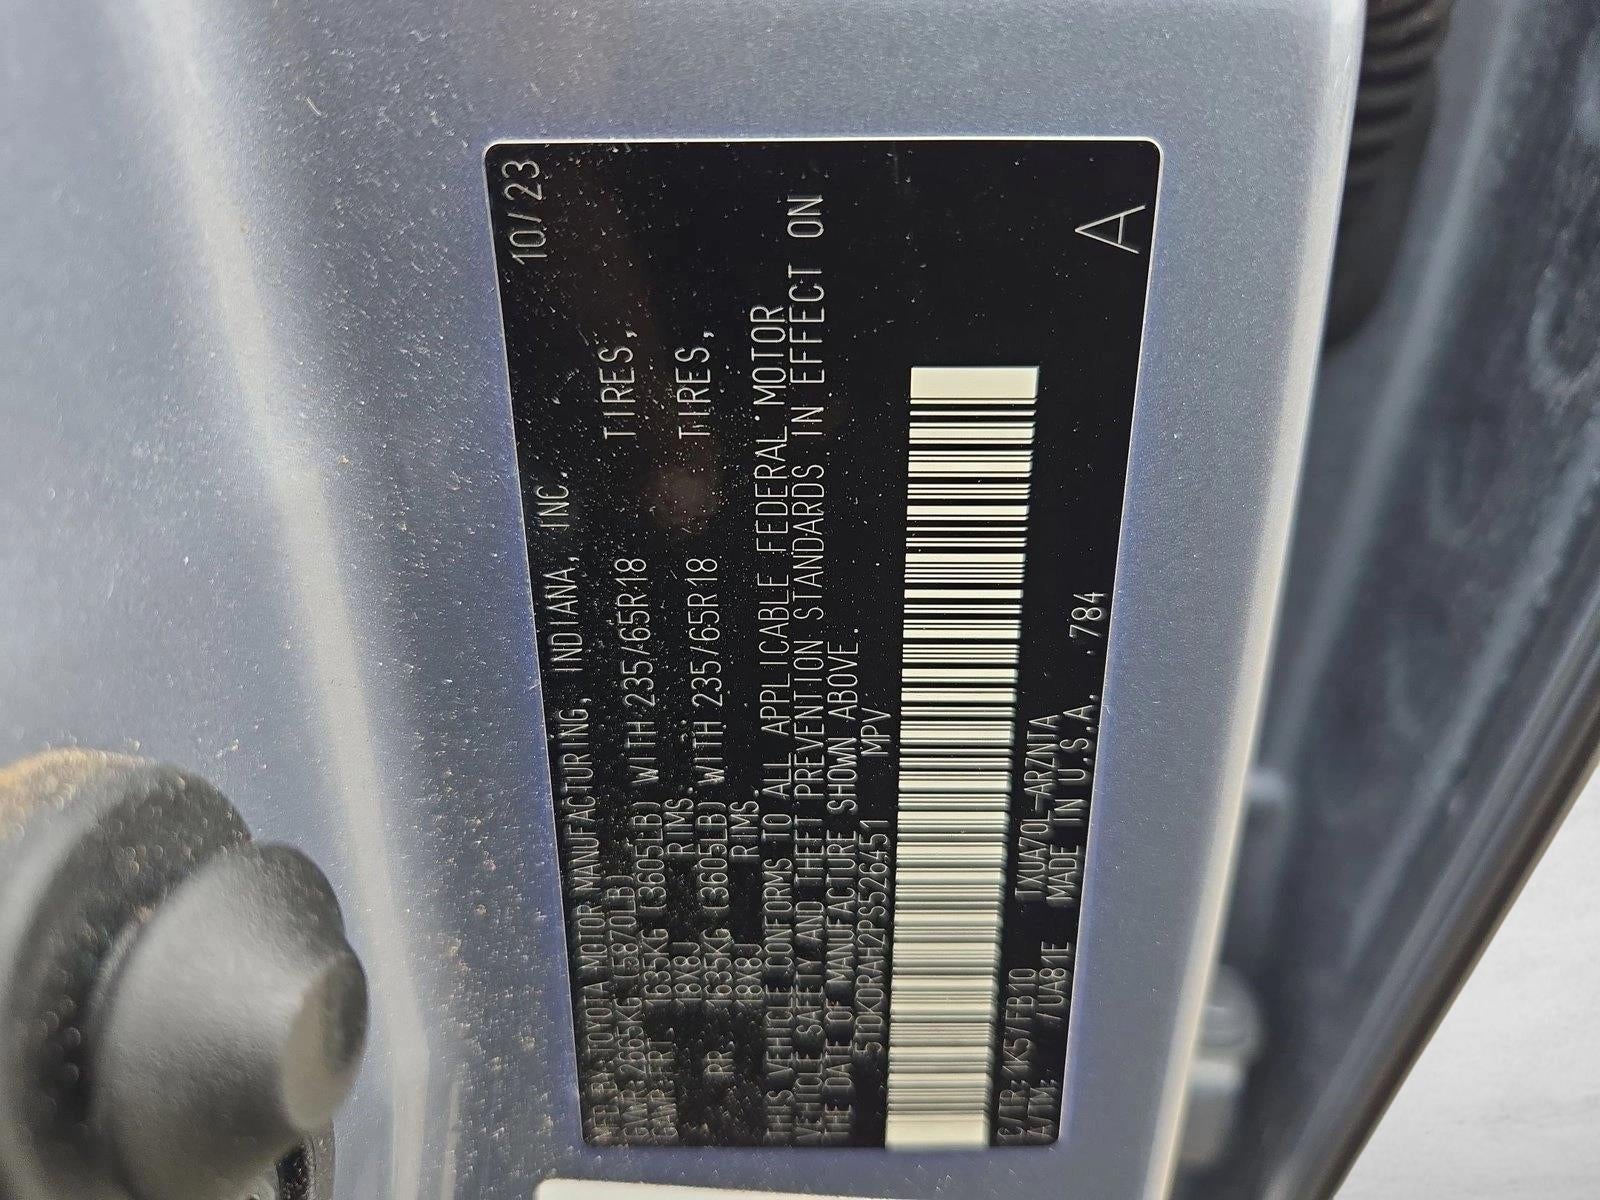 MFD.BY:TOYOTA MOTOR MANUFACTURING, INDIANA, INC. 10/23
GVWR:2665KG(5870LB)
GAWR:FRT. 1635KG (3605LB) WITH 235/65R18 TIRES,
18X8J RIMS.
RR. 1635KG (3605LB) WITH 235/65R18 TIRES,
18X8J RIMS.
THIS VEHICLE CONFORMS TO ALL APPLICABLE FEDERAL MOTOR
VEHICLE SAFETY AND THEFT PREVENTION STANDARDS IN EFFECT ON
THE DATE OF MANUFACTURE SHOWN ABOVE.
5TDKDRAH2PS526451 MPV
C/TR:1K5/FB10 TXUA70L-ARZNTA
A/TM: /UA81E MADE IN U.S.A. .784 A